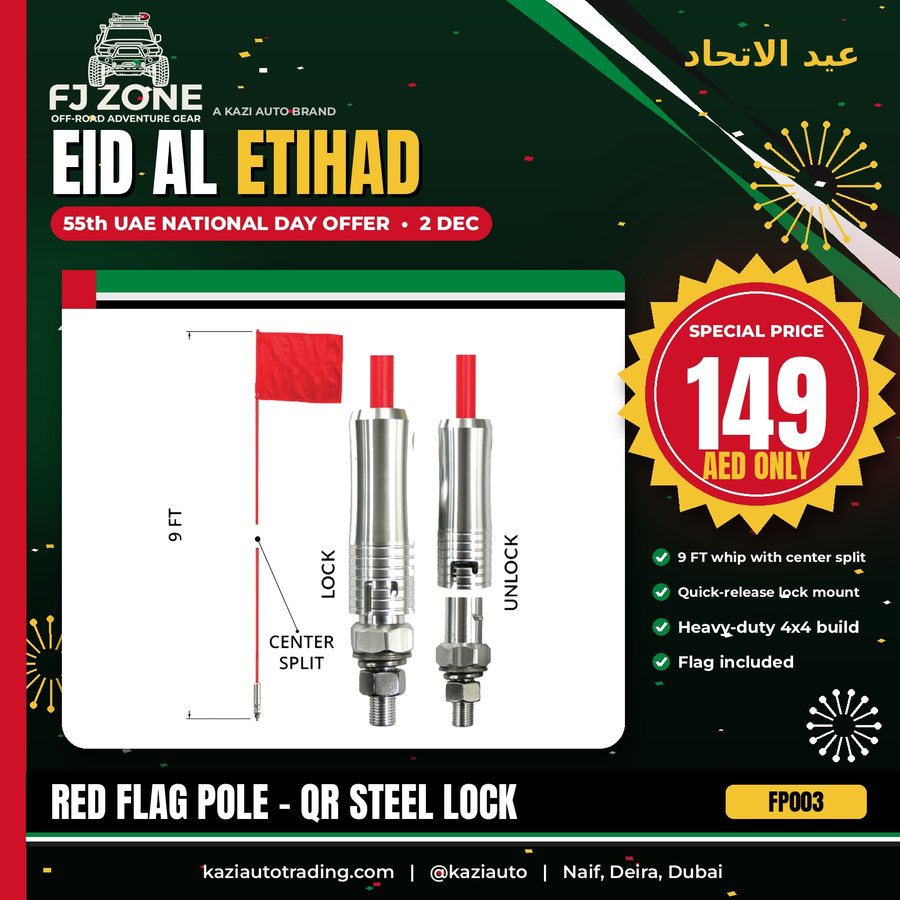 عيد الاتحاد
FJ ZONE
OFF-ROAD ADVENTURE GEAR
A KAZI AUTO BRAND
EID AL ETIHAD
55th UAE NATIONAL DAY OFFER • 2 DEC
SPECIAL PRICE
149
AED ONLY
9 FT
LOCK
UNLOCK
CENTER
SPLIT
9 FT whip with center split
Quick-release lock mount
Heavy-duty 4x4 build
Flag included
RED FLAG POLE - QR STEEL LOCK
FP003
kaziautotrading.com | @kaziauto | Naif, Deira, Dubai